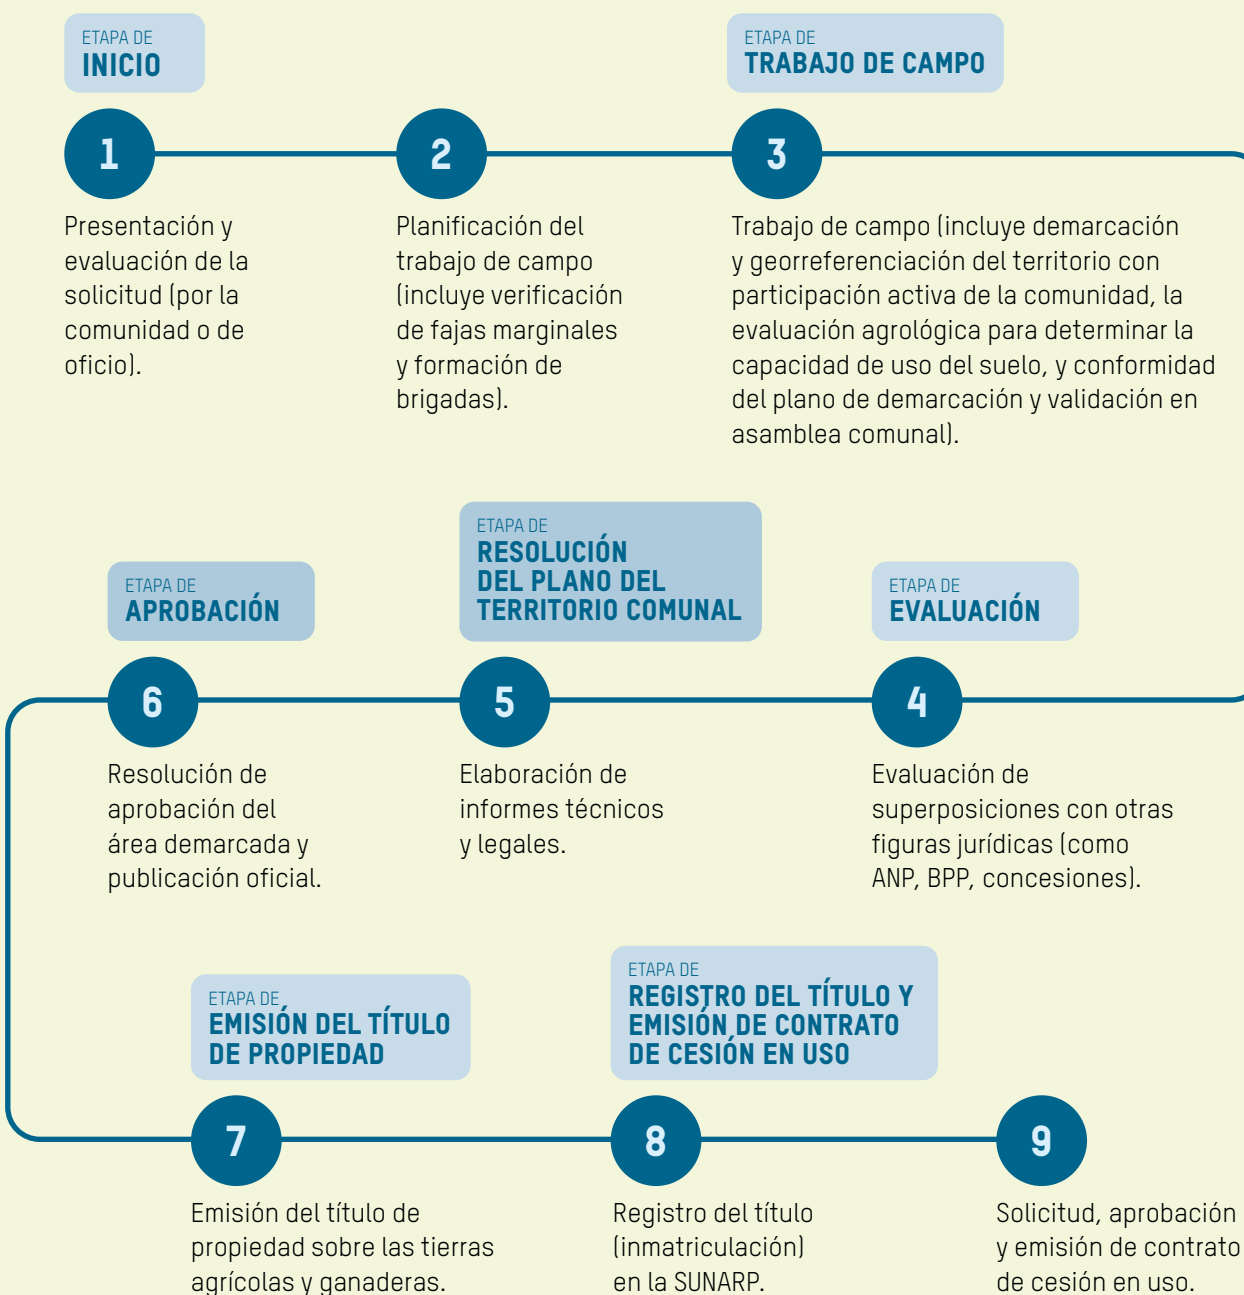 ETAPA DE
INICIO
1
Presentación y
evaluación de la
solicitud (por la
comunidad o de
oficio).
2
Planificación del
trabajo de campo
(incluye verificación
de fajas marginales
y formación de
brigadas).
ETAPA DE
TRABAJO DE CAMPO
3
Trabajo de campo (incluye demarcación
y georreferenciación del territorio con
participación activa de la comunidad, la
evaluación agrológica para determinar la
capacidad de uso del suelo, y conformidad
del plano de demarcación y validación en
asamblea comunal).
ETAPA DE
EVALUACIÓN
4
Evaluación de
superposiciones con otras
figuras jurídicas (como
ANP, BPP, concesiones).
ETAPA DE
RESOLUCIÓN
DEL PLANO DEL
TERRITORIO COMUNAL
5
Elaboración de
informes técnicos
y legales.
ETAPA DE
APROBACIÓN
6
Resolución de
aprobación del
área demarcada y
publicación oficial.
ETAPA DE
EMISIÓN DEL TÍTULO
DE PROPIEDAD
7
Emisión del título de
propiedad sobre las tierras
agrícolas y ganaderas.
ETAPA DE
REGISTRO DEL TÍTULO Y
EMISIÓN DE CONTRATO
DE CESIÓN EN USO
8
Registro del título
(inmatriculación)
en la SUNARP.
9
Solicitud, aprobación
y emisión de contrato
de cesión en uso.